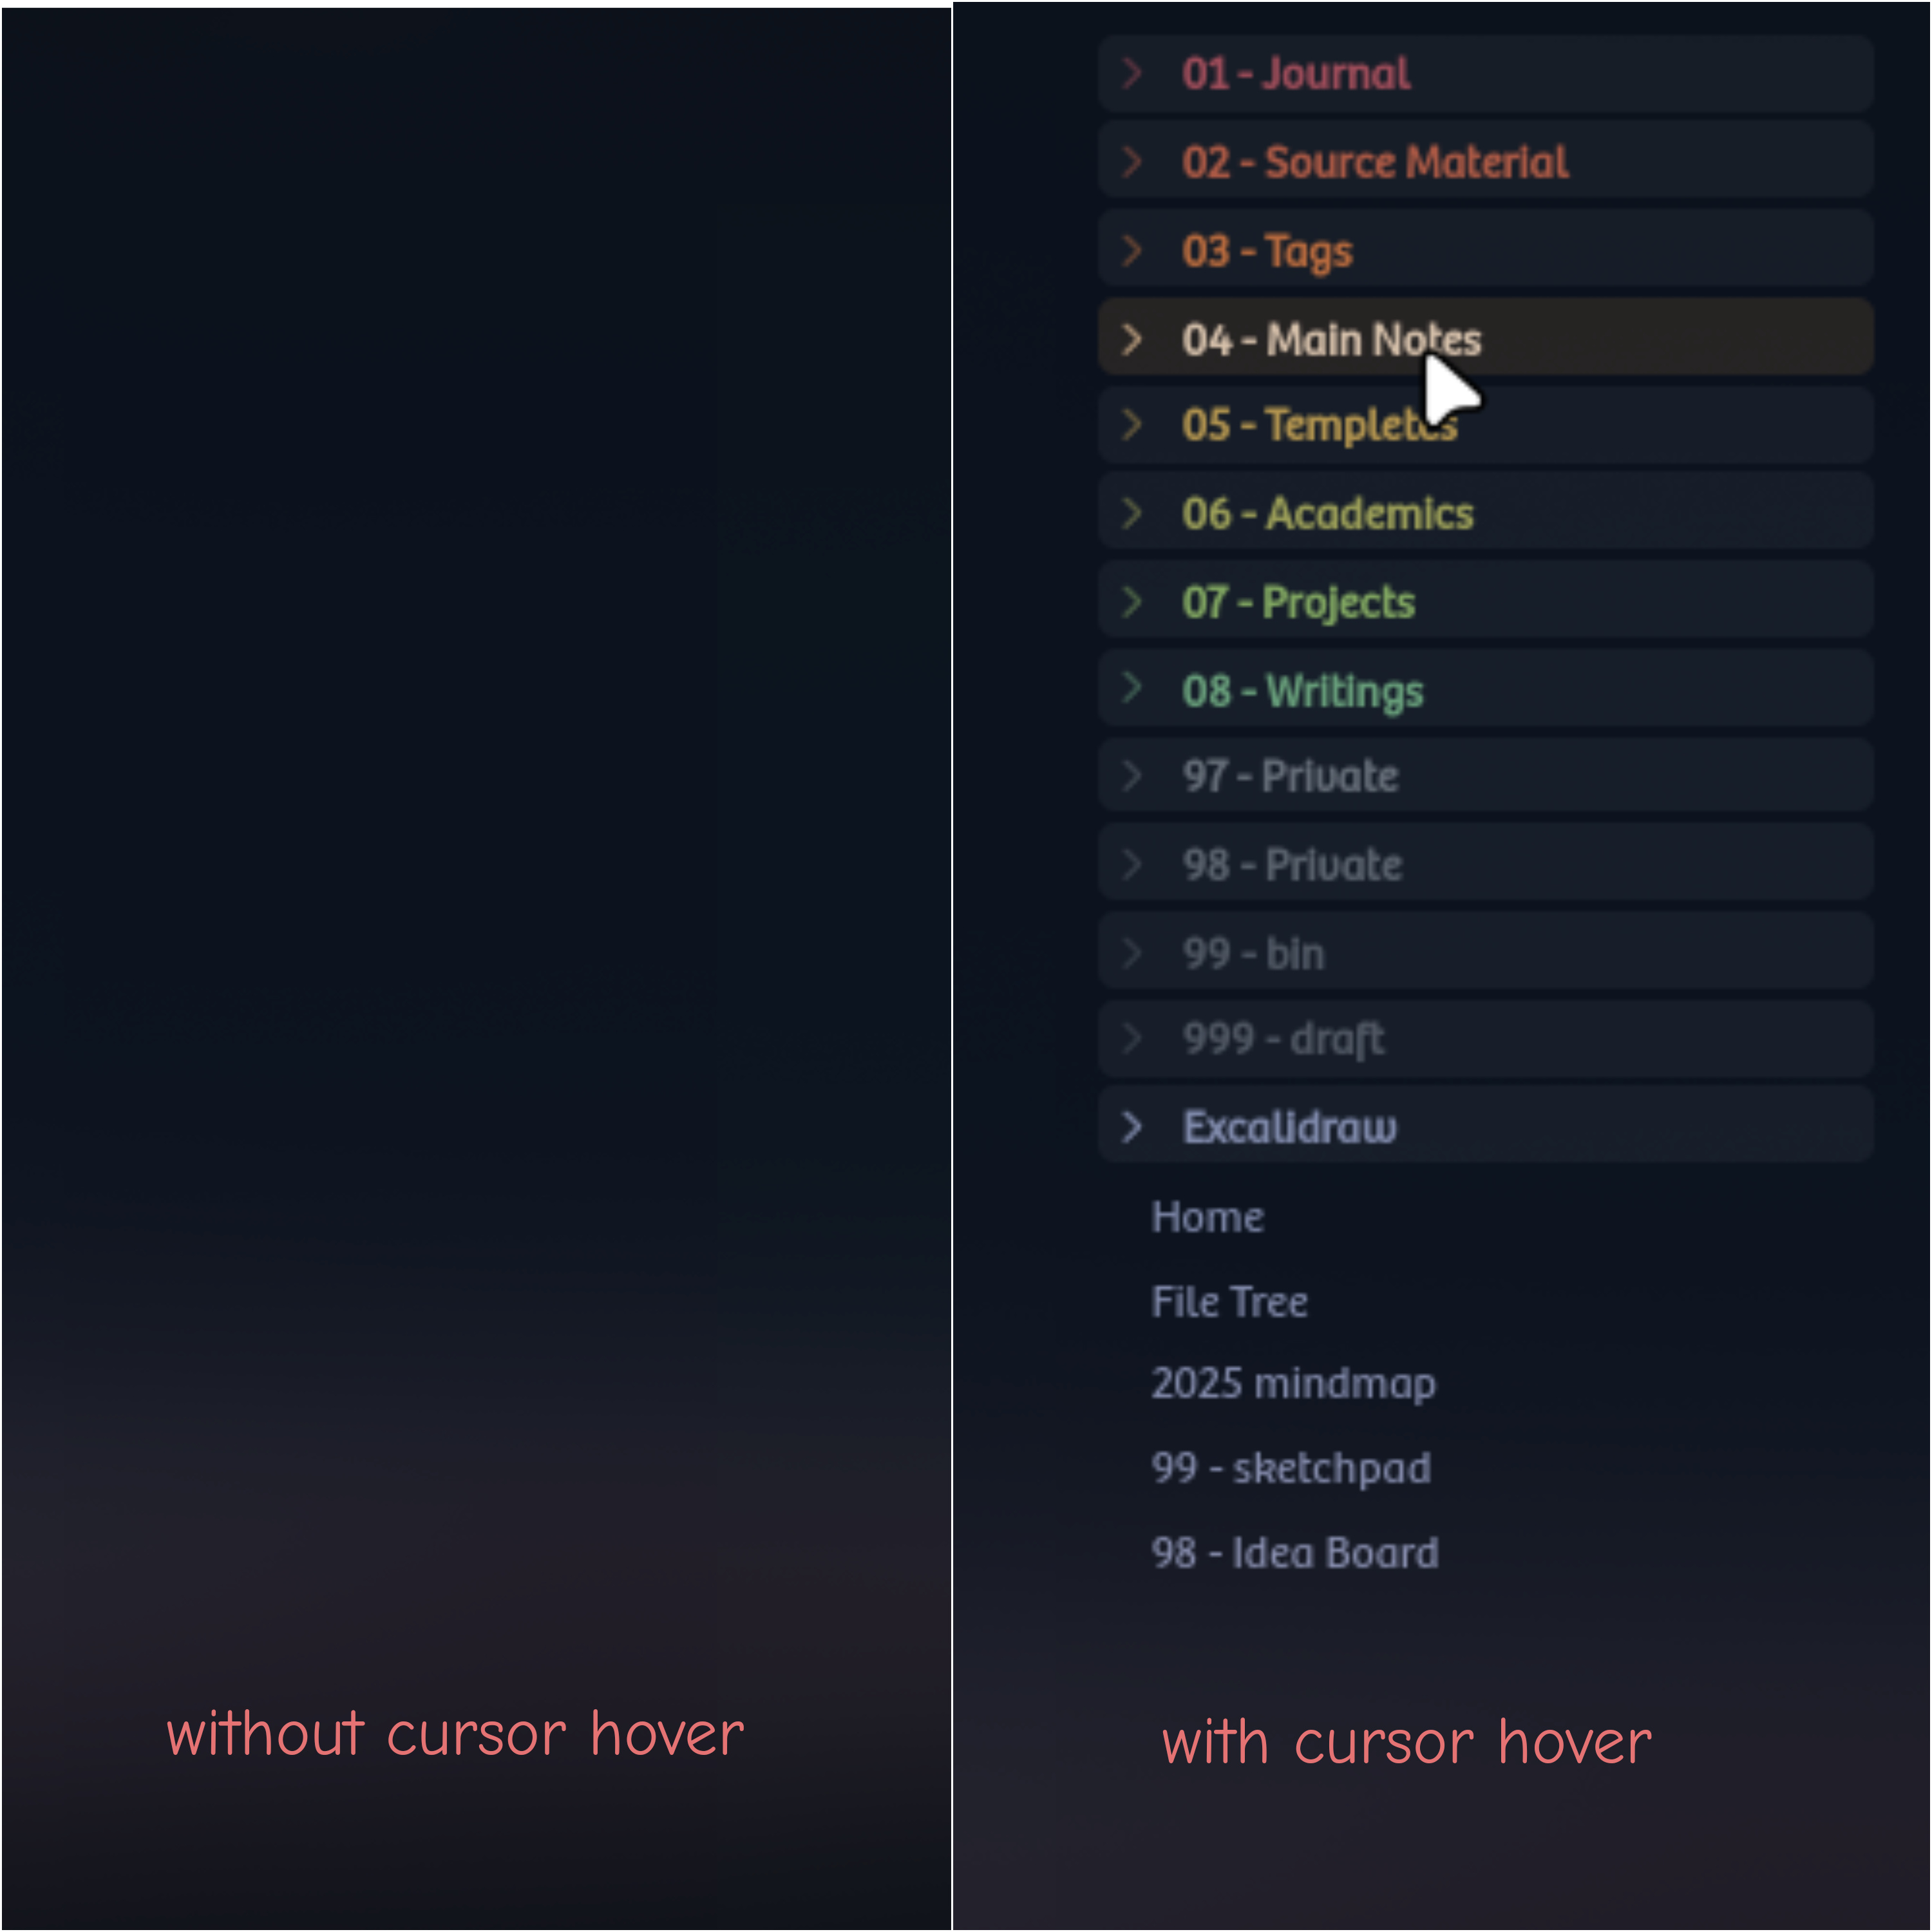 01 - Journal
02 - Source Material
03 - Tags
04 - Main Notes
05 - Templetes
06 - Academics
07 - Projects
08 - Writings
97 - Private
98 - Private
99 - bin
999 - draft
Excalidraw
Home
File Tree
2025 mindmap
99 - sketchpad
98 - Idea Board
without cursor hover
with cursor hover